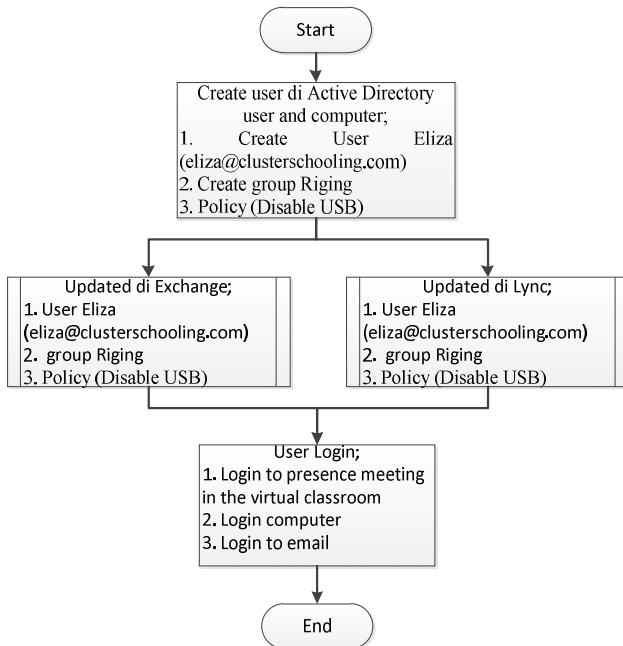 Start
Create user di Active Directory
user and computer;
1. Create User Eliza
(eliza@clusterschooling.com)
2. Create group Riging
3. Policy (Disable USB)
Updated di Exchange;
1. User Eliza
(eliza@clusterschooling.com)
2. group Riging
3. Policy (Disable USB)
Updated di Lync;
1. User Eliza
(eliza@clusterschooling.com)
2. group Riging
3. Policy (Disable USB)
User Login;
1. Login to presence meeting
in the virtual classroom
2. Login computer
3. Login to email
End